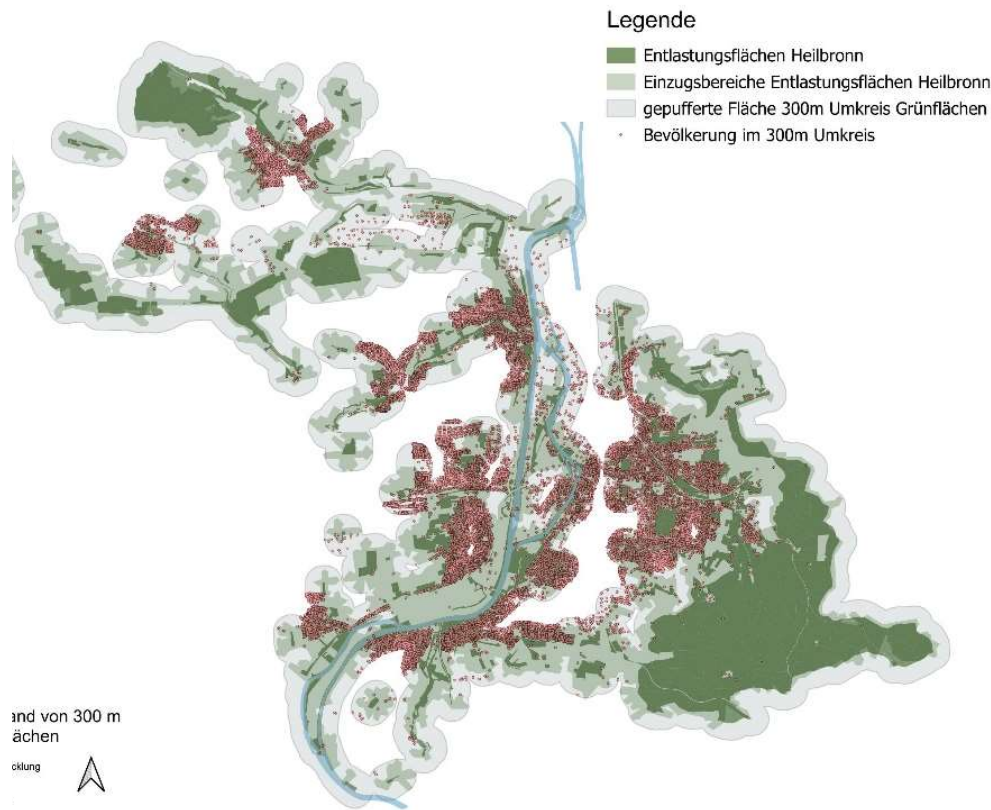 Legende
Entlastungsflächen Heilbronn
Einzugsbereiche Entlastungsflächen Heilbronn
gepufferte Fläche 300m Umkreis Grünflächen
Bevölkerung im 300m Umkreis
and von 300 m
ächen
cklung